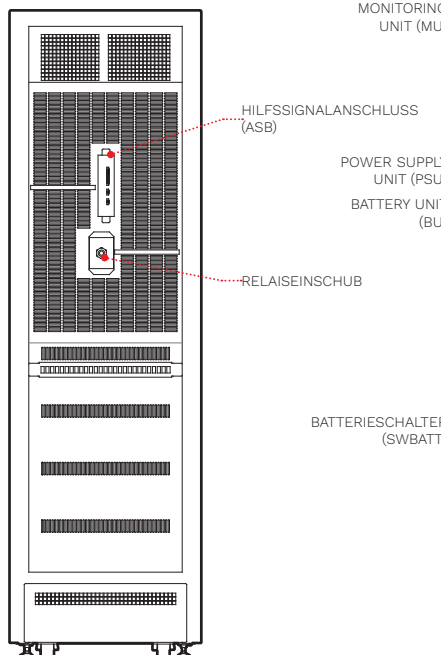 MONITORING
UNIT (MU
HILFSSIGNALANSCHLUSS
(ASB)
POWER SUPPLY
UNIT (PSU
BATTERY UNIT
(BU
RELAISEINSCHUB
BATTERIESCHALTER
(SWBATT